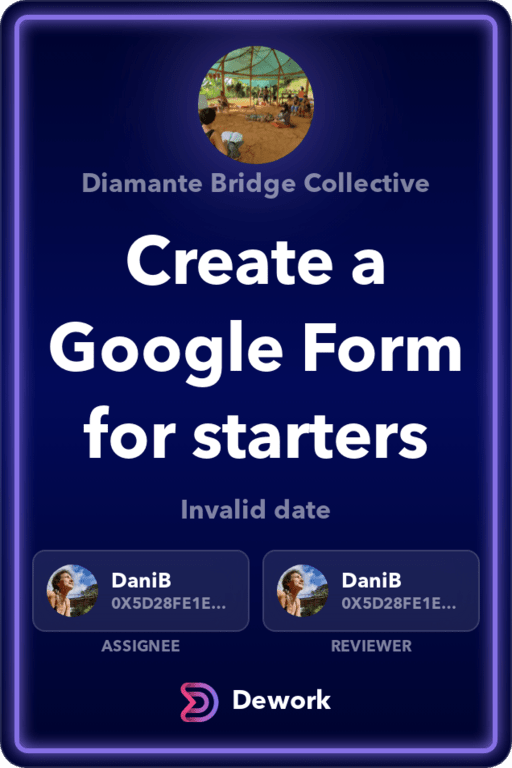 Diamante Bridge Collective
Create a
Google Form
for starters
Invalid date
DaniB
0X5D28FE1E...
ASSIGNEE
DaniB
0X5D28FE1E...
REVIEWER
Dework